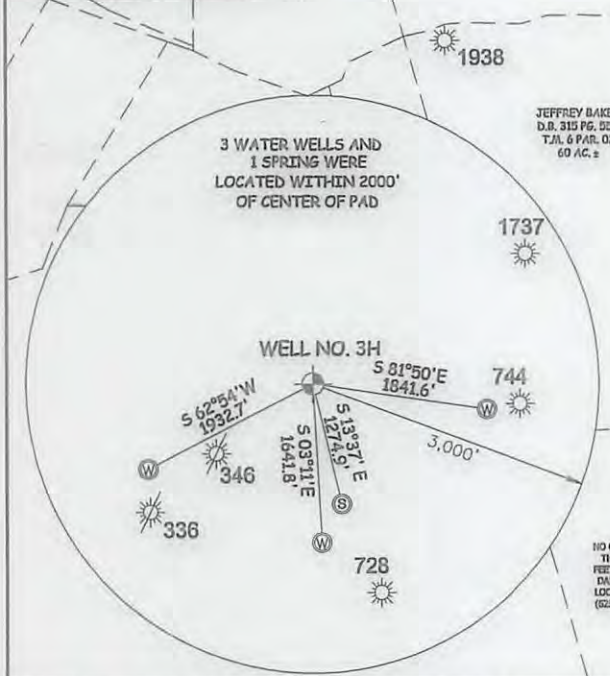 1938
JEFFREY BAKE
D.B. 315 PG.
T.M. 6 PAR.
60 AC. ±
3 WATER WELLS AND
1 SPRING WERE
LOCATED WITHIN 2000'
OF CENTER OF PAD
1737
WELL NO. 3H
S 81°50'E
1841.6'
744
S 62°54'W
1932.7'
S 13°37' E
1274.9'
S 03°11'E
1641.8'
3,000'
W
W
346
S
336
W
728
NO